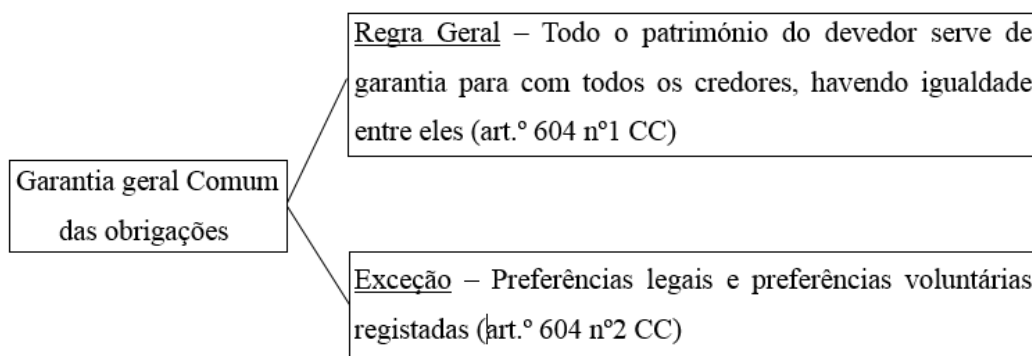 Regra Geral – Todo o património do devedor serve de
garantia para com todos os credores, havendo igualdade
entre eles (art.º 604 nº1 CC)
Garantia geral Comum
das obrigações
Exceção – Preferências legais e preferências voluntárias
registadas (art.º 604 nº2 CC)